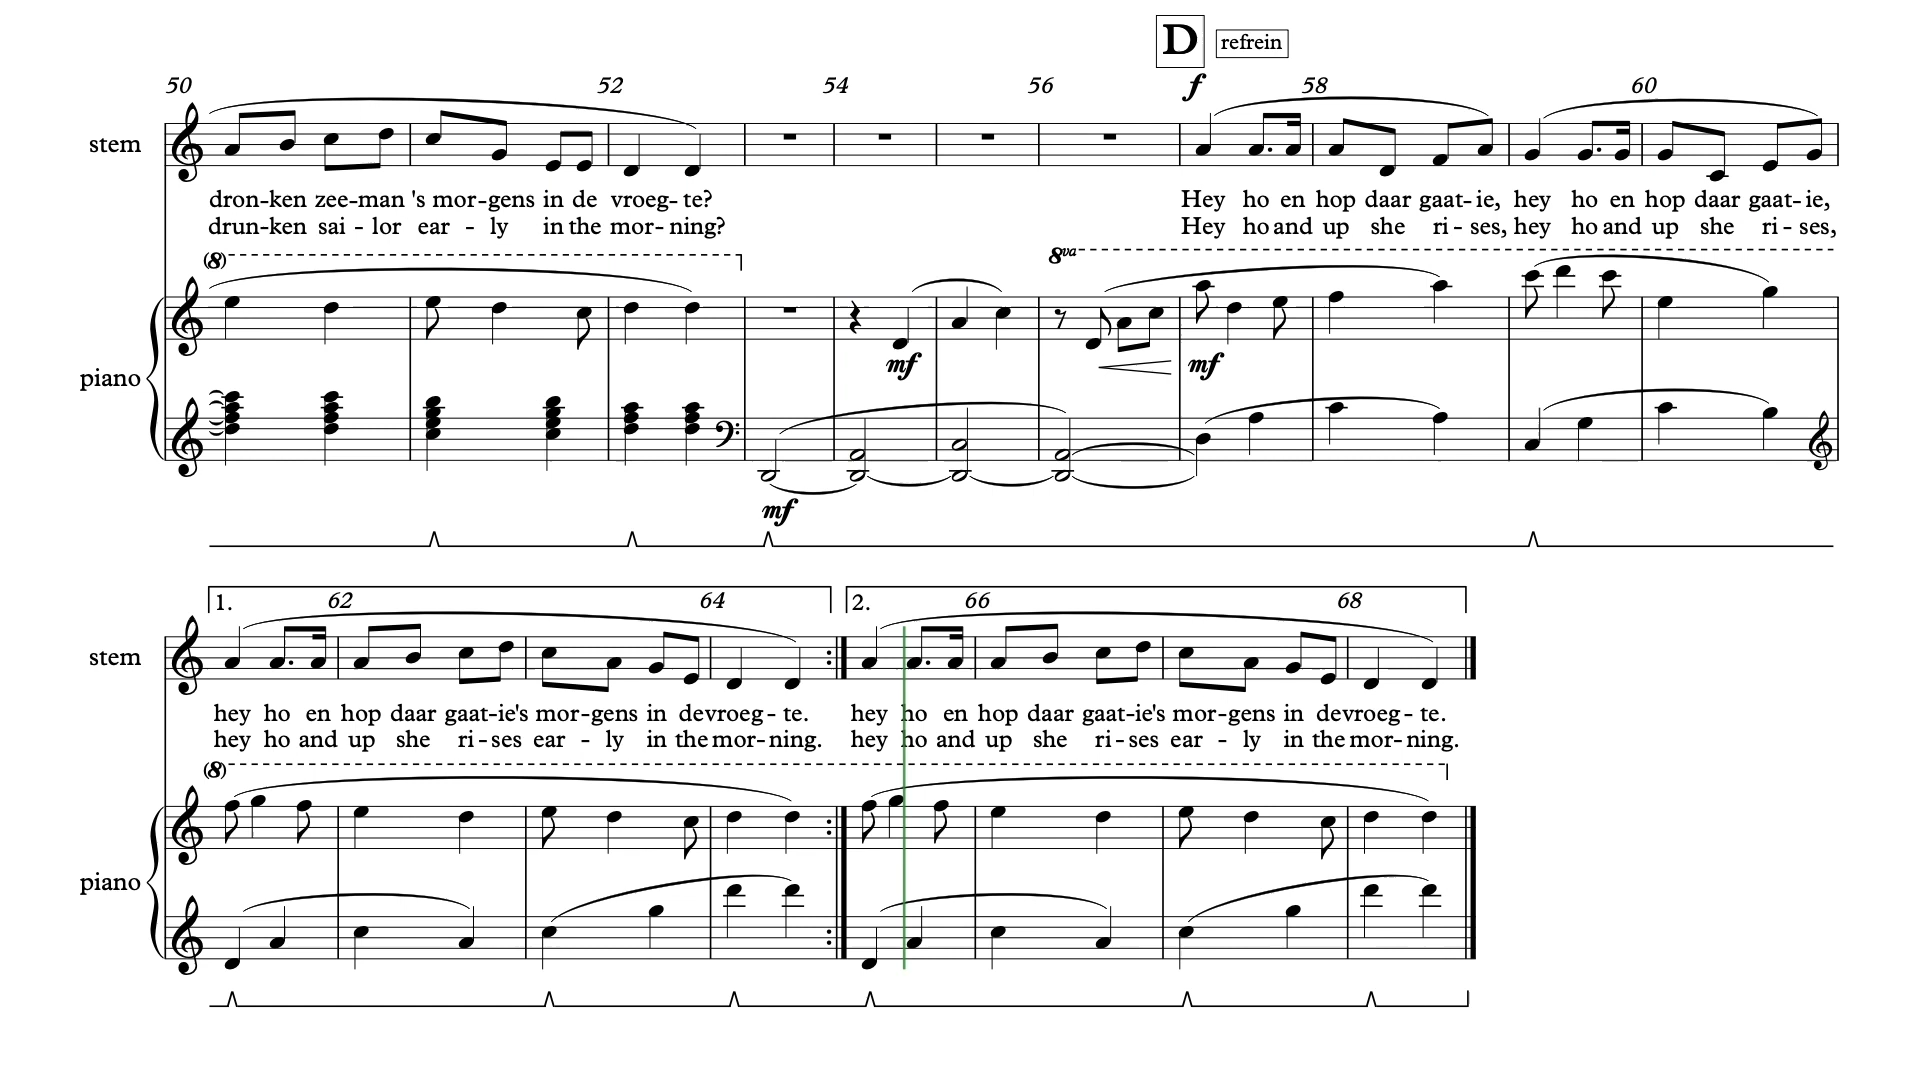 D refrein
50 52 54 56 f 58 60
stem
dron-ken zee-man 's mor-gens in de vroeg-te? Hey ho en hop daar gaat-ie, hey ho en hop daar gaat-ie,
drun-ken sai-lor ear-ly in the mor-ning? Hey ho and up she ri-ses, hey ho and up she ri-ses,
(8) 8va
mf mf
piano
mf
1. 62 64 2. 66 68
stem
hey ho en hop daar gaat-ie's mor-gens in de vroeg-te. hey ho en hop daar gaat-ie's mor-gens in de vroeg-te.
hey ho and up she ri-ses ear-ly in the mor-ning. hey ho and up she ri-ses ear-ly in the mor-ning.
(8)
piano